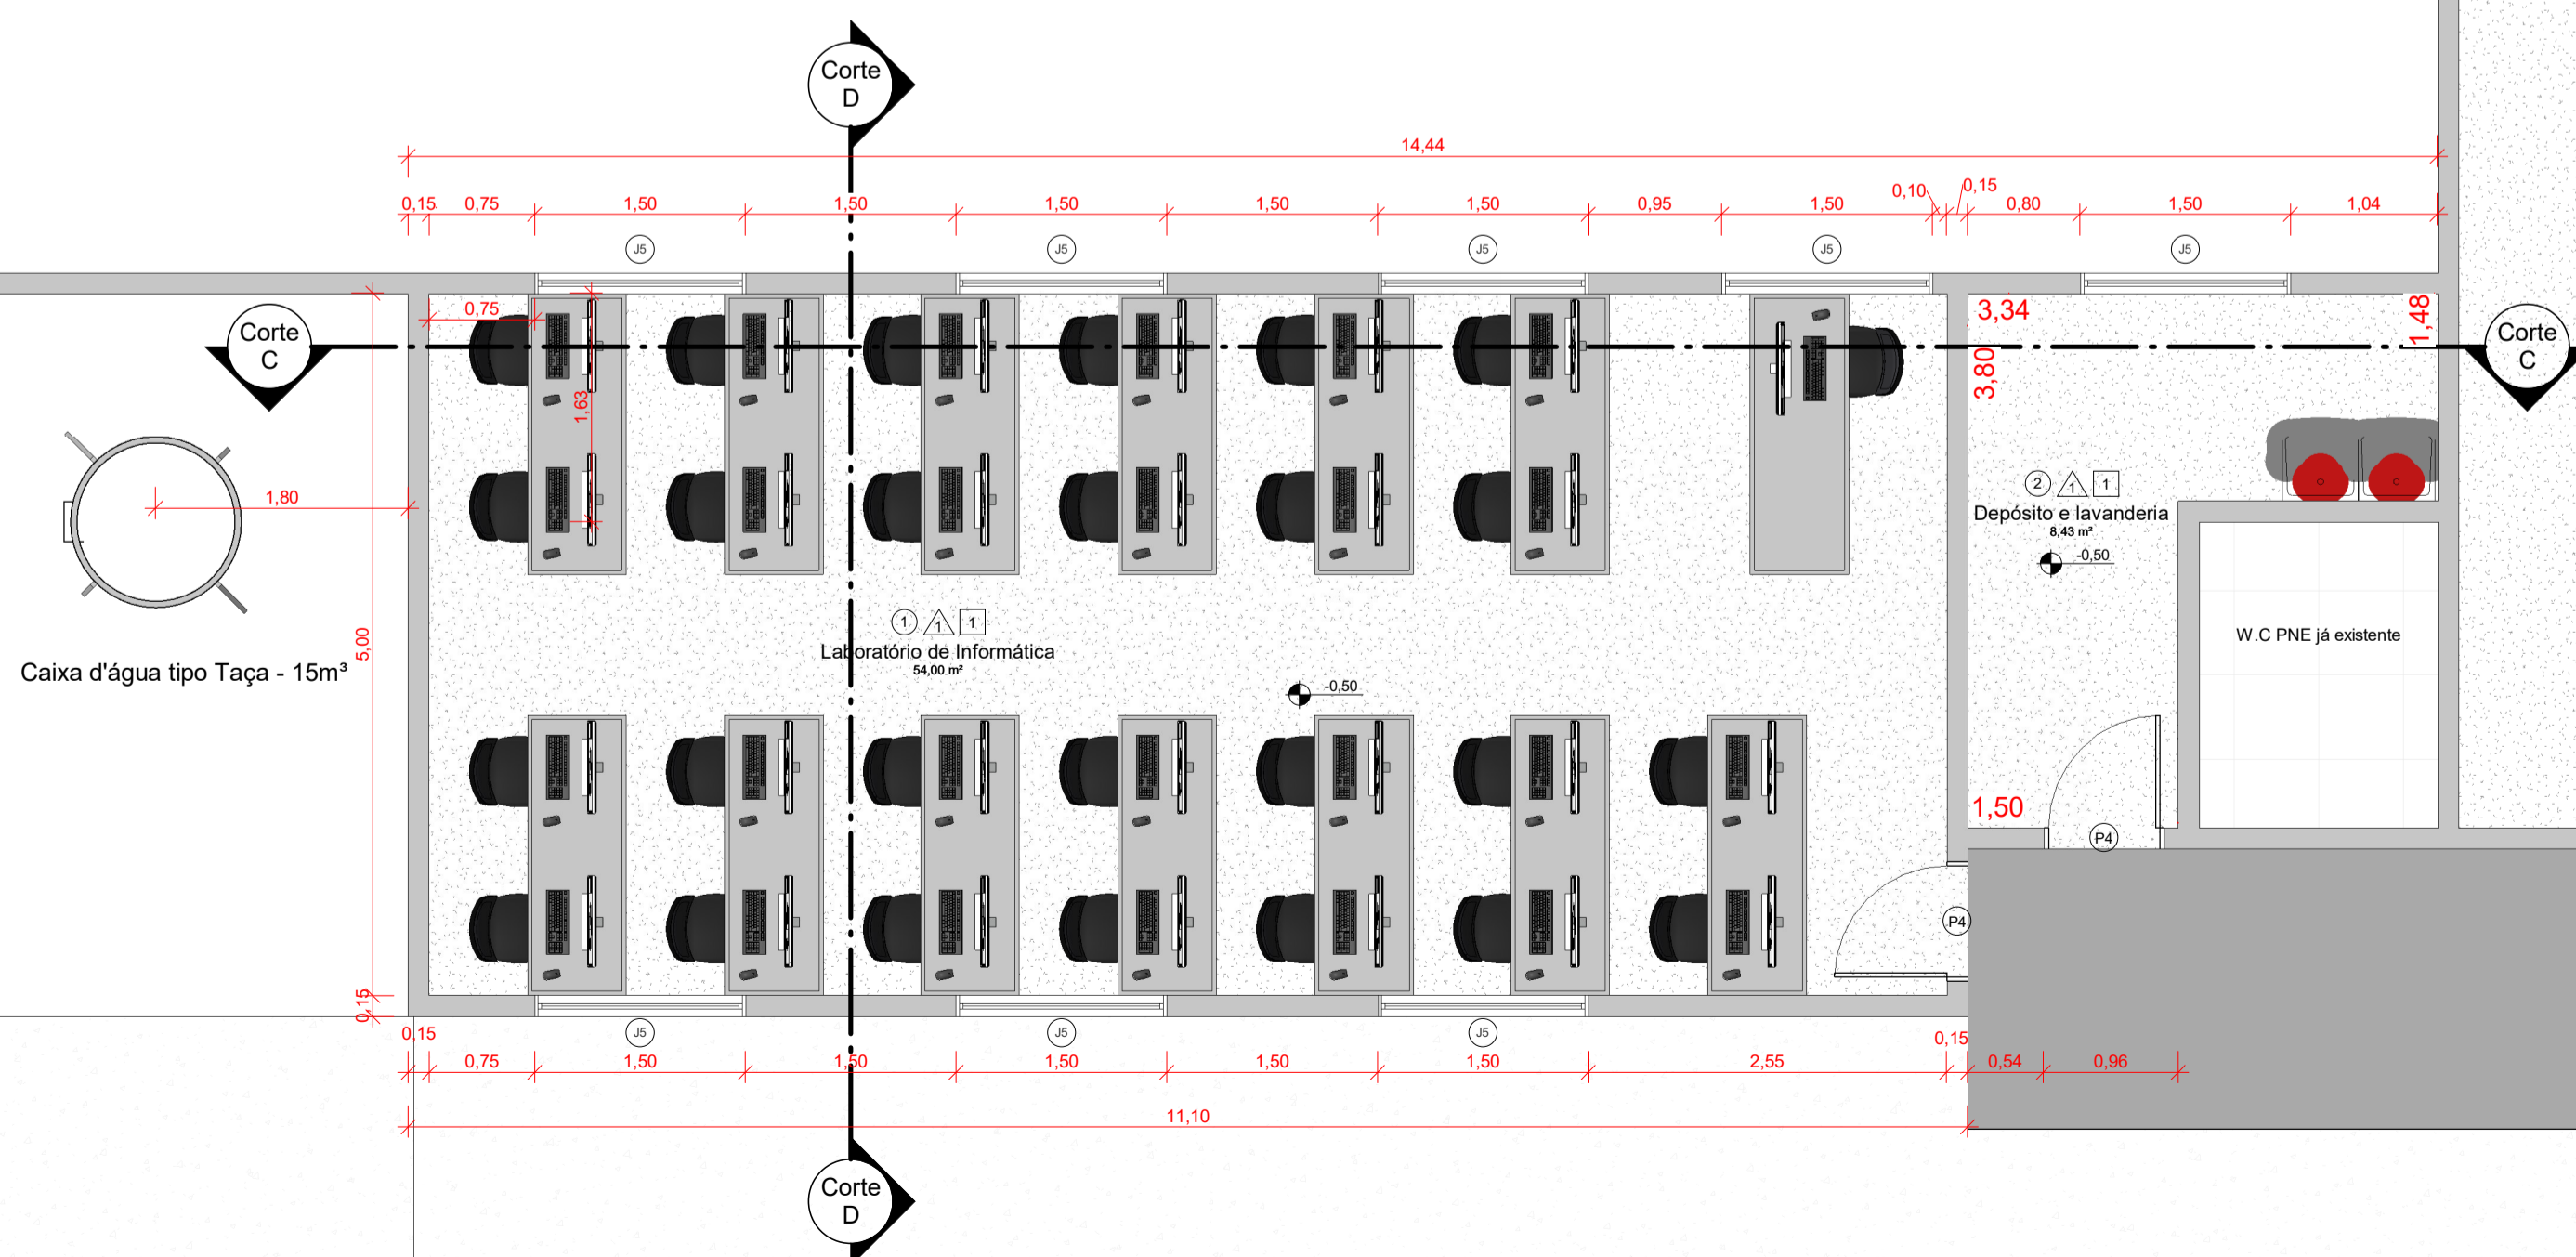 Corte
D
14,44
0,15 0,75 1,50 1,50 1,50 1,50 1,50 0,95 1,50 0,10 0,15 0,80 1,50 1,04
J5 J5 J5 J5 J5
0,75
3,34
1,48
Corte
C
Corte
C
3,80
1,63
1,80
2 1 1
Depósito e lavanderia
8,43 m²
-0,50
5,00
1 1 1
Laboratório de Informática
54,00 m²
W.C PNE já existente
Caixa d'água tipo Taça - 15m³
-0,50
1,50
P4
P4
0,15
J5 J5 J5
0,15 0,75 1,50 1,50 1,50 1,50 1,50 2,55 0,15 0,54 0,96
11,10
Corte
D